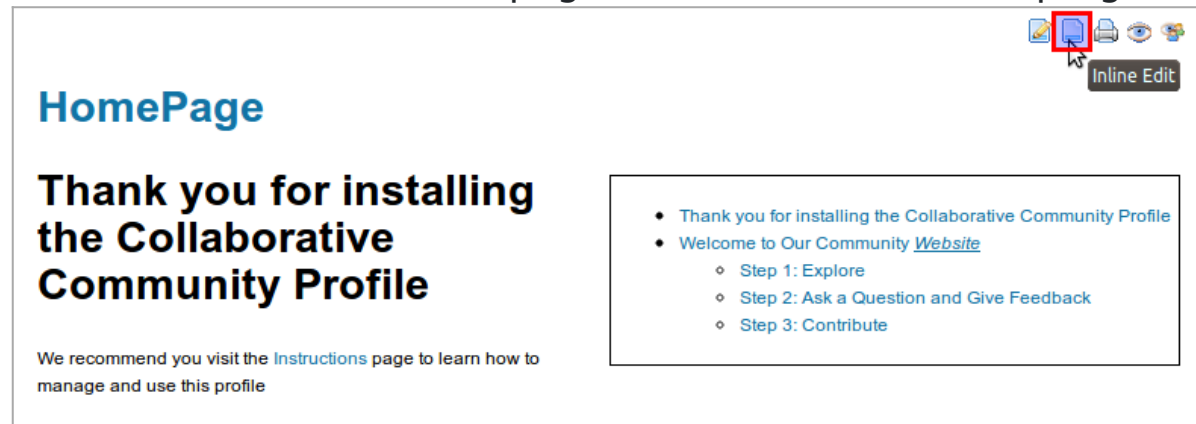 Inline Edit
HomePage
Thank you for installing
the Collaborative
Community Profile
We recommend you visit the Instructions page to learn how to
manage and use this profile
Thank you for installing the Collaborative Community Profile
Welcome to Our Community Website
Step 1: Explore
Step 2: Ask a Question and Give Feedback
Step 3: Contribute